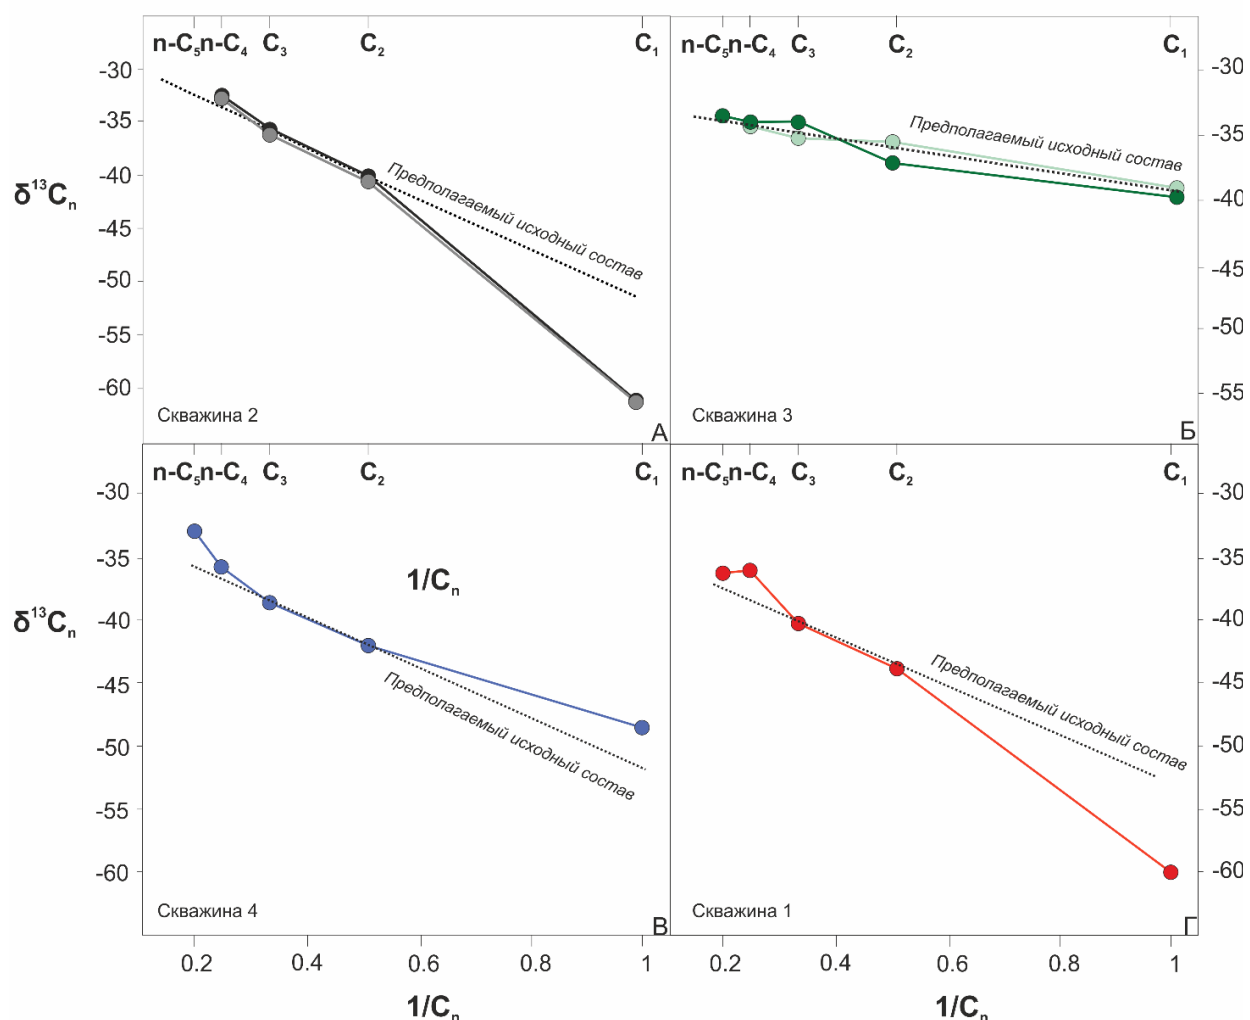 n-C₅n-C₄ C₃ C₂ C₁
n-C₅n-C₄ C₃ C₂ C₁
-30
-35
-40
-45
-50
-55
-60
δ¹³Cₙ
Предполагаемый исходный состав
Скважина 2
А
Предполагаемый исходный состав
Скважина 3
Б
-30
-35
-40
-45
-50
-55
n-C₅n-C₄ C₃ C₂ C₁
n-C₅n-C₄ C₃ C₂ C₁
-30
-35
-40
-45
-50
-55
-60
δ¹³Cₙ
1/Cₙ
Предполагаемый исходный состав
Скважина 4
В
Предполагаемый исходный состав
Скважина 1
Г
-30
-35
-40
-45
-50
-55
-60
0.2 0.4 0.6 0.8 1
0.2 0.4 0.6 0.8 1
1/Cₙ
1/Cₙ